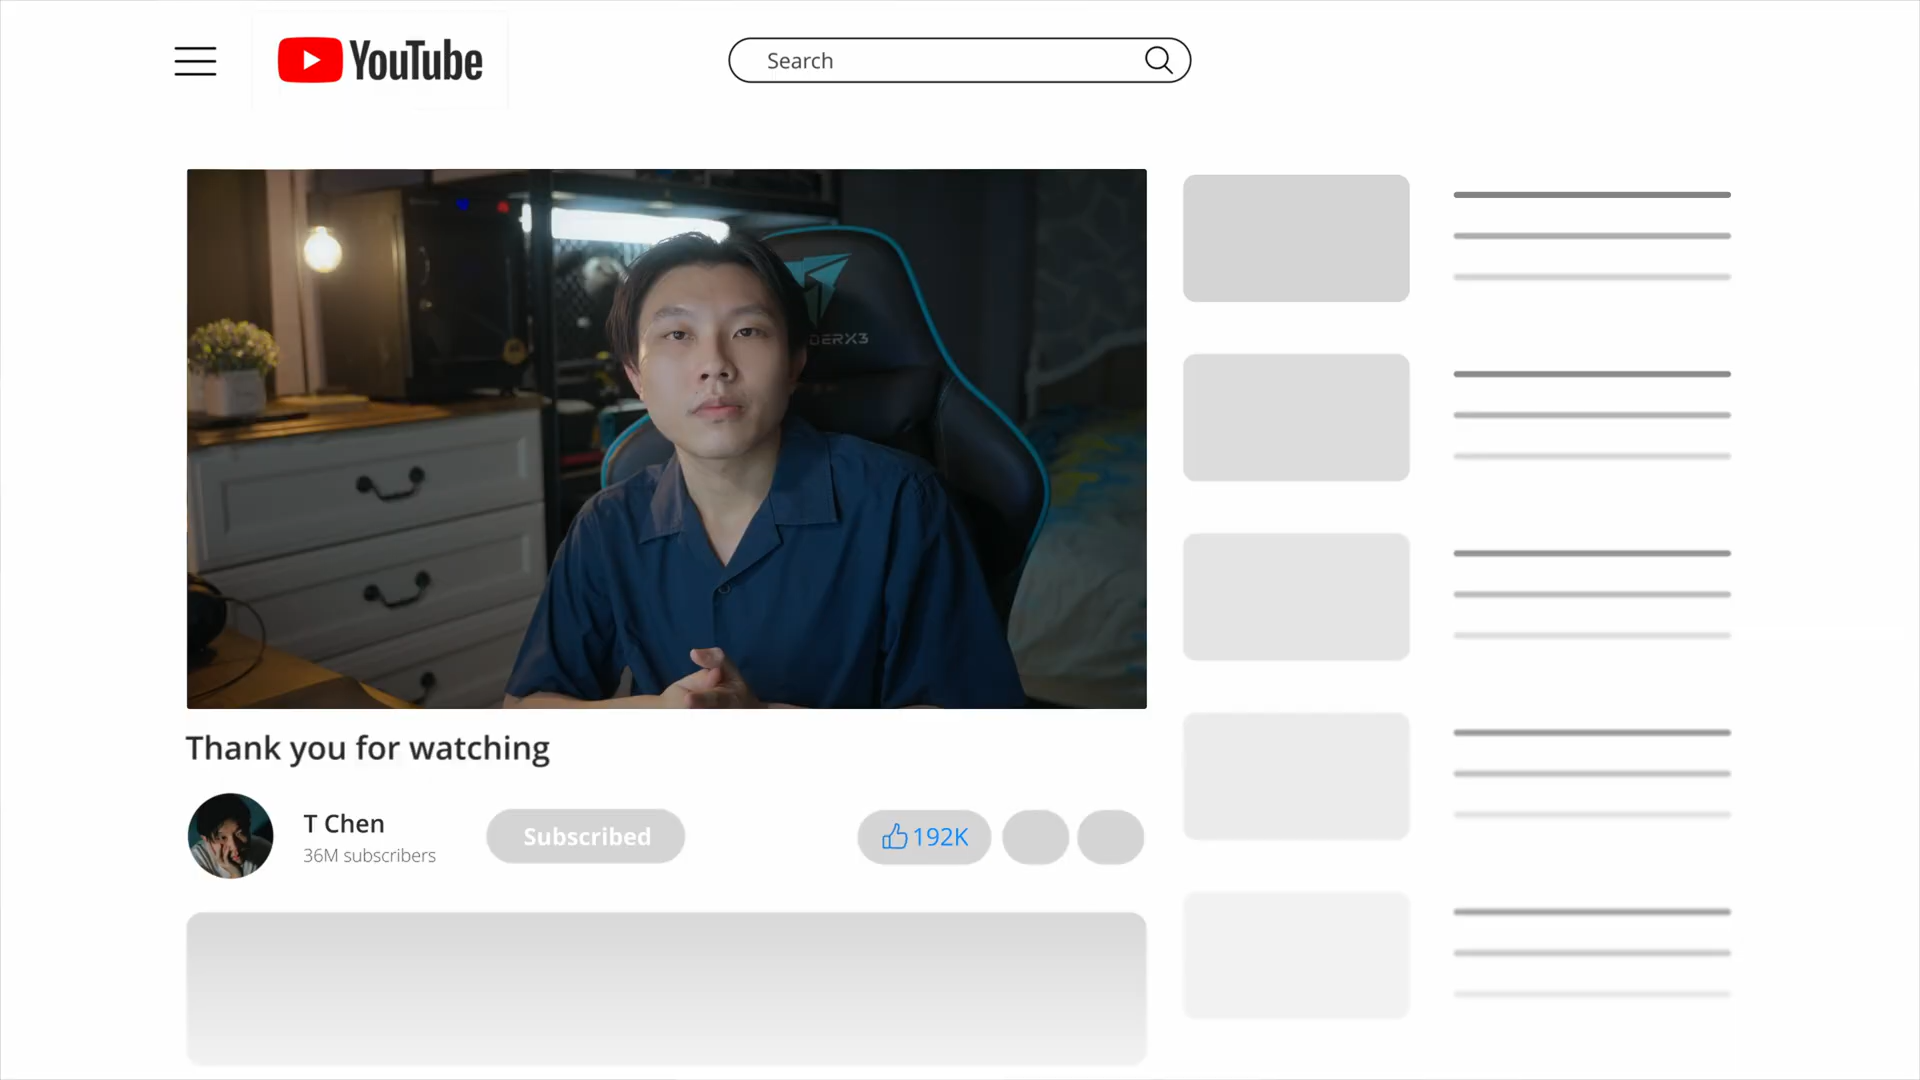 YouTube
Search
Thank you for watching
T Chen
36M subscribers
Subscribed
192K